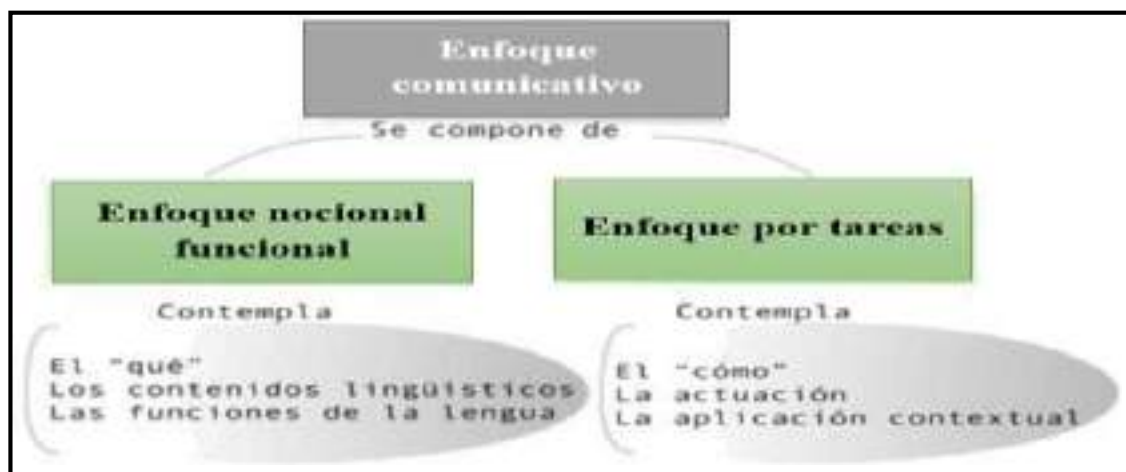 Enfoque
comunicativo
Se compone de
Enfoque nocional
funcional
Enfoque por tareas
Contempla
Contempla
El "qué"
Los contenidos lingüísticos
Las funciones de la lengua
El "cómo"
La actuación
La aplicación contextual